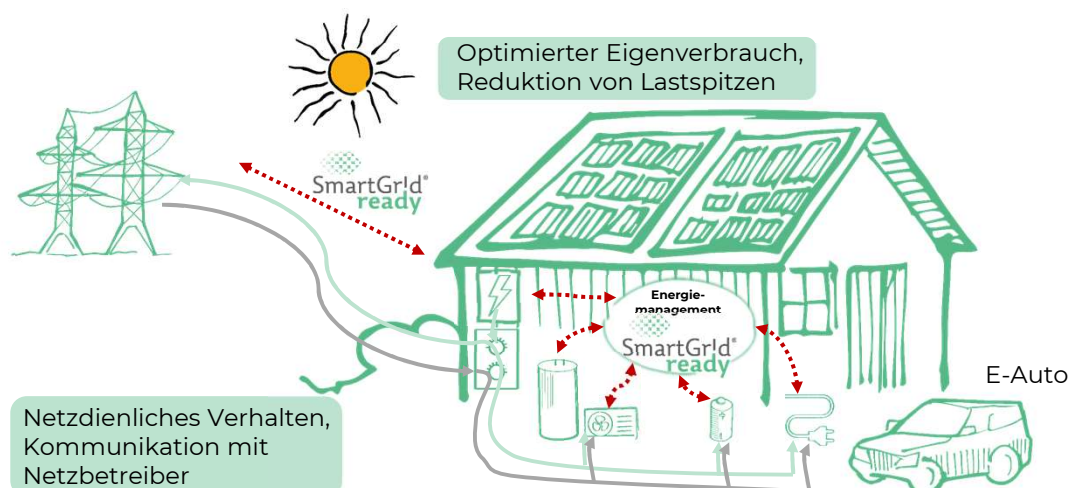 Optimierter Eigenverbrauch,
Reduktion von Lastspitzen
SmartGr!d®
ready
Energie-
management
SmartGr!d®
ready
E-Auto
Netzdienliches Verhalten,
Kommunikation mit
Netzbetreiber